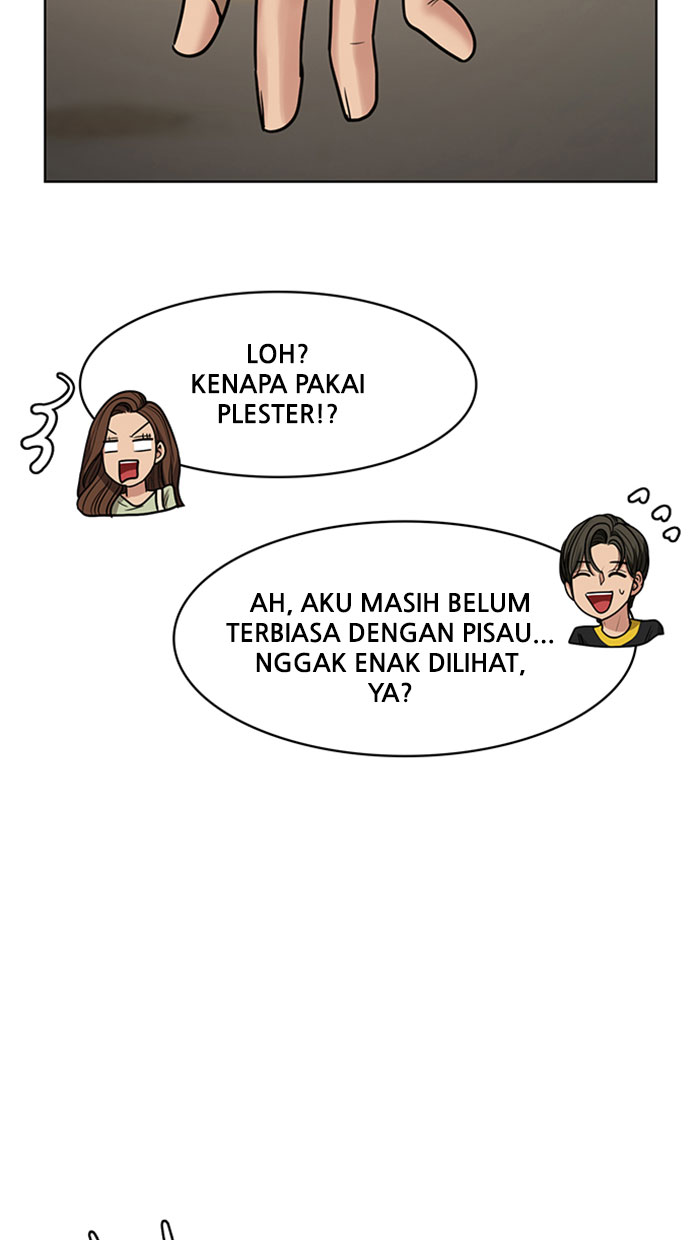 LOH?
KENAPA PAKAI
PLESTER!?
AH, AKU MASIH BELUM
TERBIASA DENGAN PISAU...
NGGAK ENAK DILIHAT,
YA?